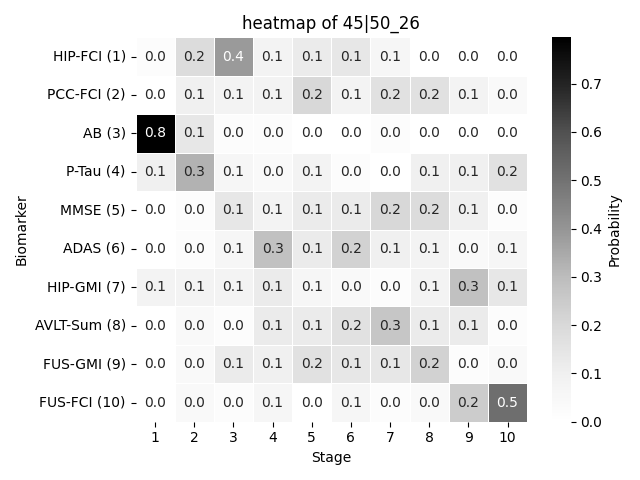 heatmap of 45|50_26
HIP-FCI (1) 0.0 0.2 0.4 0.1 0.1 0.1 0.1 0.0 0.0 0.0
PCC-FCI (2) 0.0 0.1 0.1 0.1 0.2 0.1 0.2 0.2 0.1 0.0
AB (3) 0.8 0.1 0.0 0.0 0.0 0.0 0.0 0.0 0.0 0.0
P-Tau (4) 0.1 0.3 0.1 0.0 0.1 0.0 0.0 0.1 0.1 0.2
MMSE (5) 0.0 0.0 0.1 0.1 0.1 0.1 0.2 0.2 0.1 0.0
ADAS (6) 0.0 0.0 0.1 0.3 0.1 0.2 0.1 0.1 0.0 0.1
HIP-GMI (7) 0.1 0.1 0.1 0.1 0.1 0.0 0.0 0.1 0.3 0.1
AVLT-Sum (8) 0.0 0.0 0.0 0.1 0.1 0.2 0.3 0.1 0.1 0.0
FUS-GMI (9) 0.0 0.0 0.1 0.1 0.2 0.1 0.1 0.2 0.0 0.0
FUS-FCI (10) 0.0 0.0 0.0 0.1 0.0 0.1 0.0 0.0 0.2 0.5
1 2 3 4 5 6 7 8 9 10
Stage
Biomarker
0.7
0.6
0.5
0.4
0.3
0.2
0.1
0.0
Probability